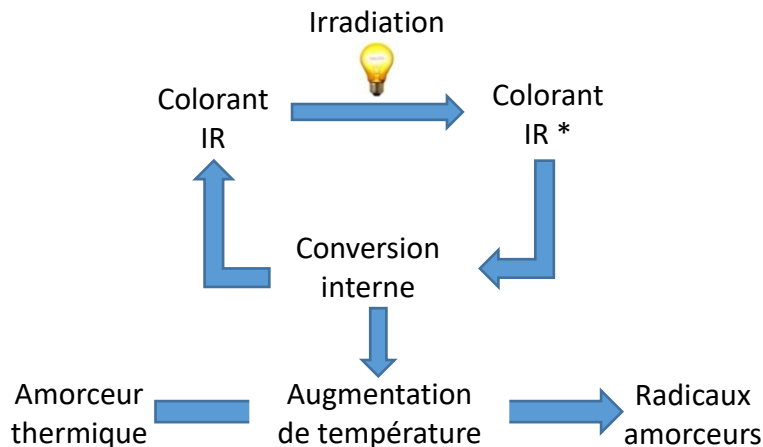 Irradiation
Colorant
IR
Colorant
IR *
Conversion
interne
Amorceur
thermique
Augmentation
de température
Radicaux
amorceurs